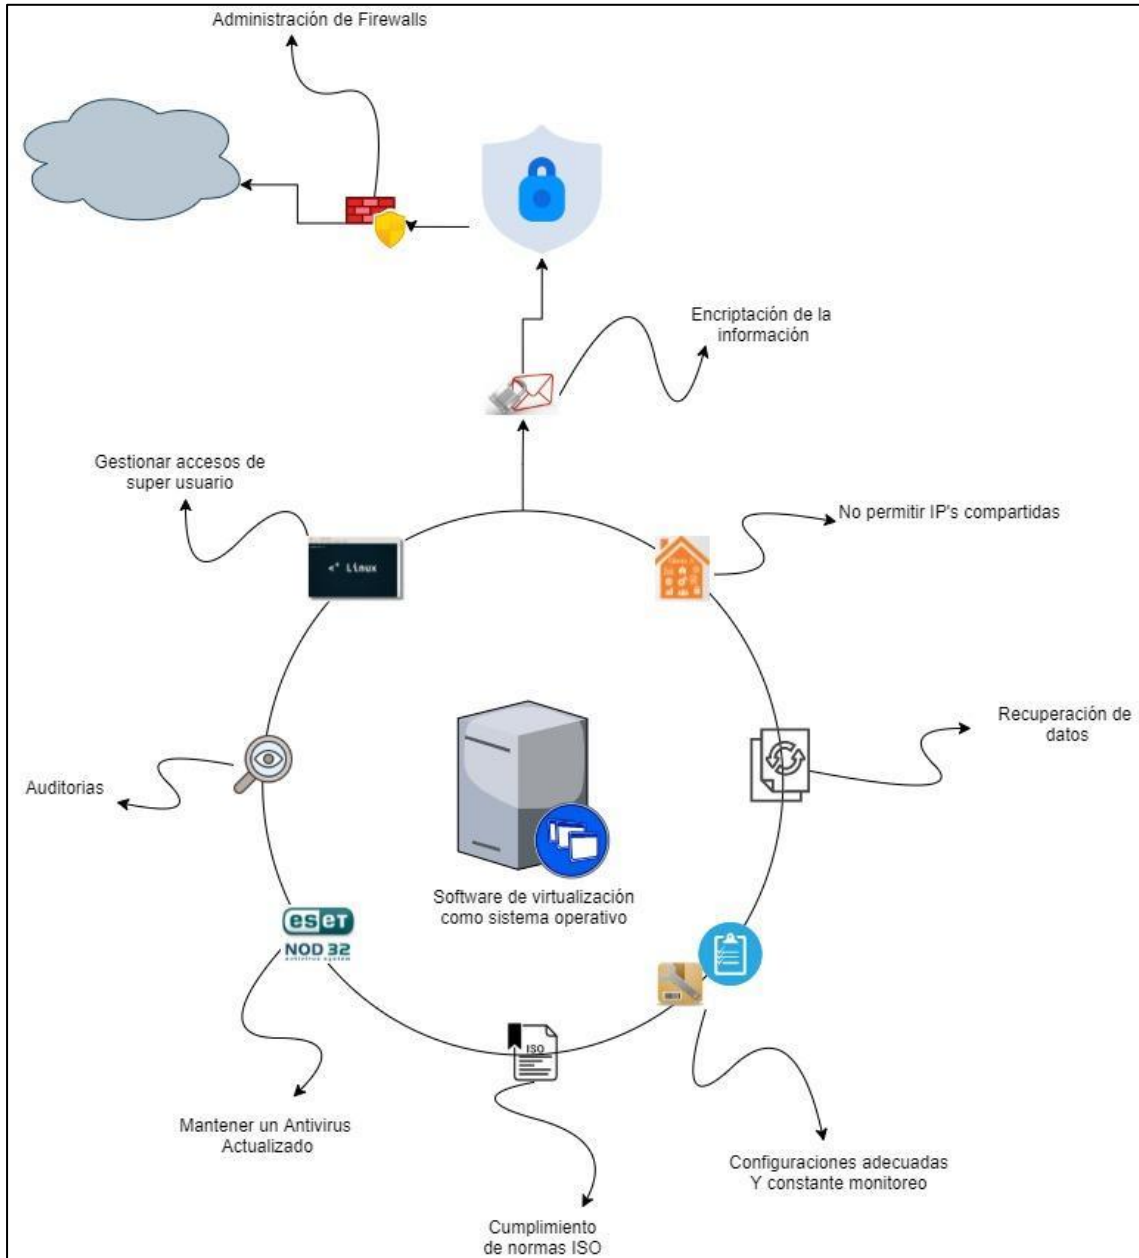 Administración de Firewalls
Encriptación de la
información
Gestionar accesos de
super usuario
No permitir IP's compartidas
<" Linux
Recuperación de
datos
Auditorias
Software de virtualización
como sistema operativo
eseT
NOD 32
antivirus system
ISO
Mantener un Antivirus
Actualizado
Configuraciones adecuadas
Y constante monitoreo
Cumplimiento
de normas ISO